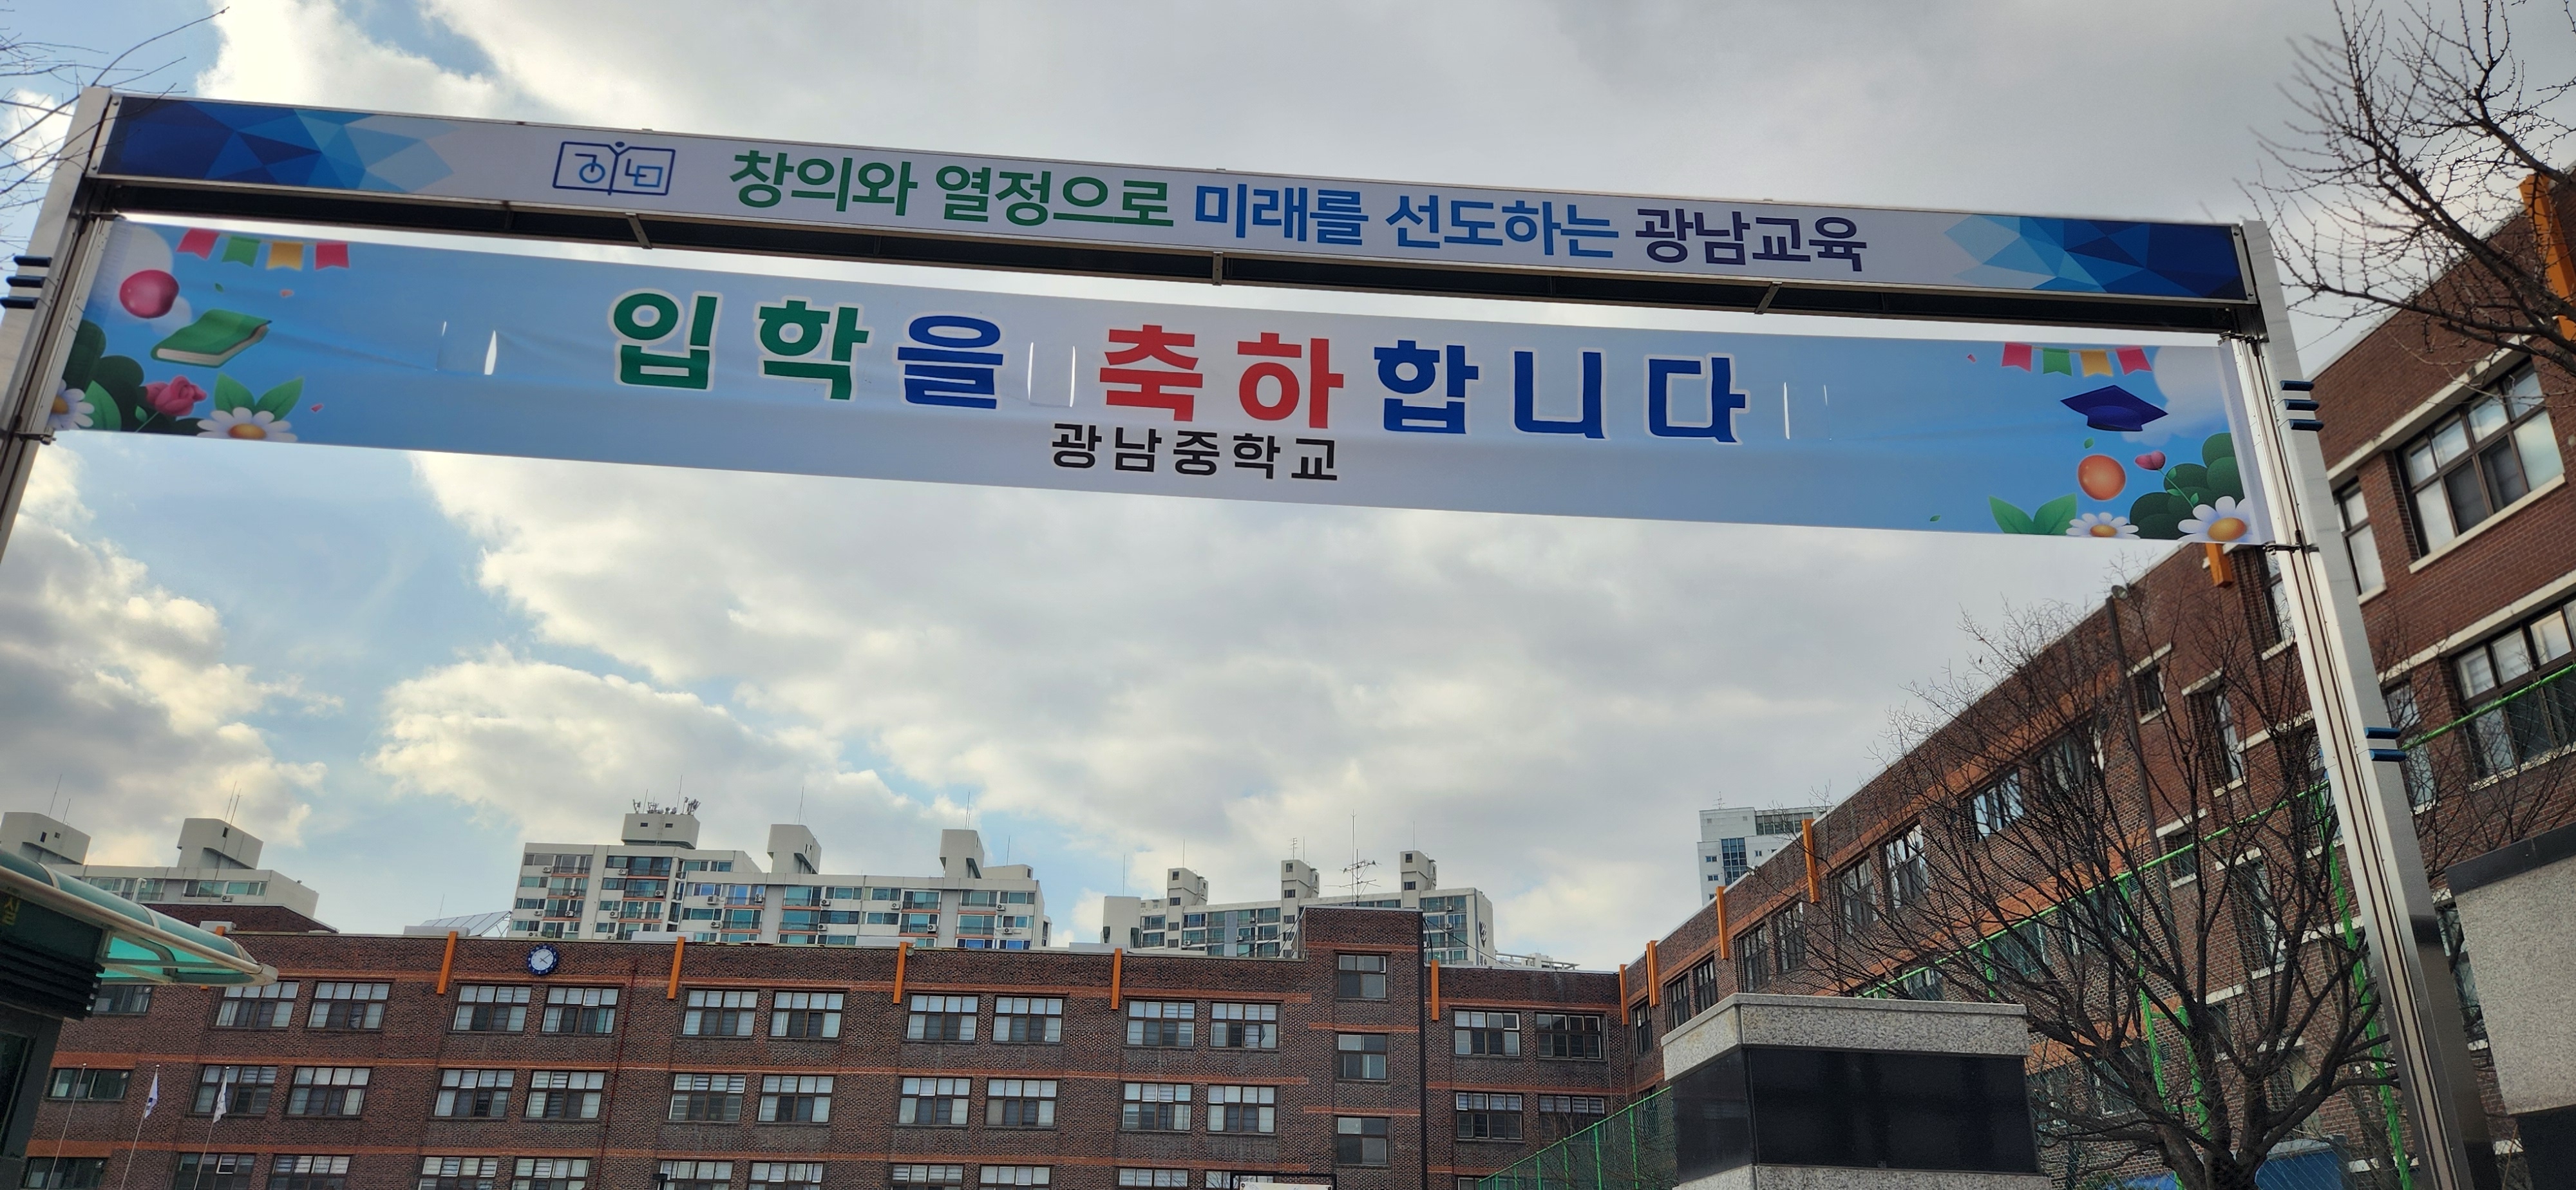 창의와 열정으로 미래를 선도하는 광남교육
입학을 축하합니다
광남중학교